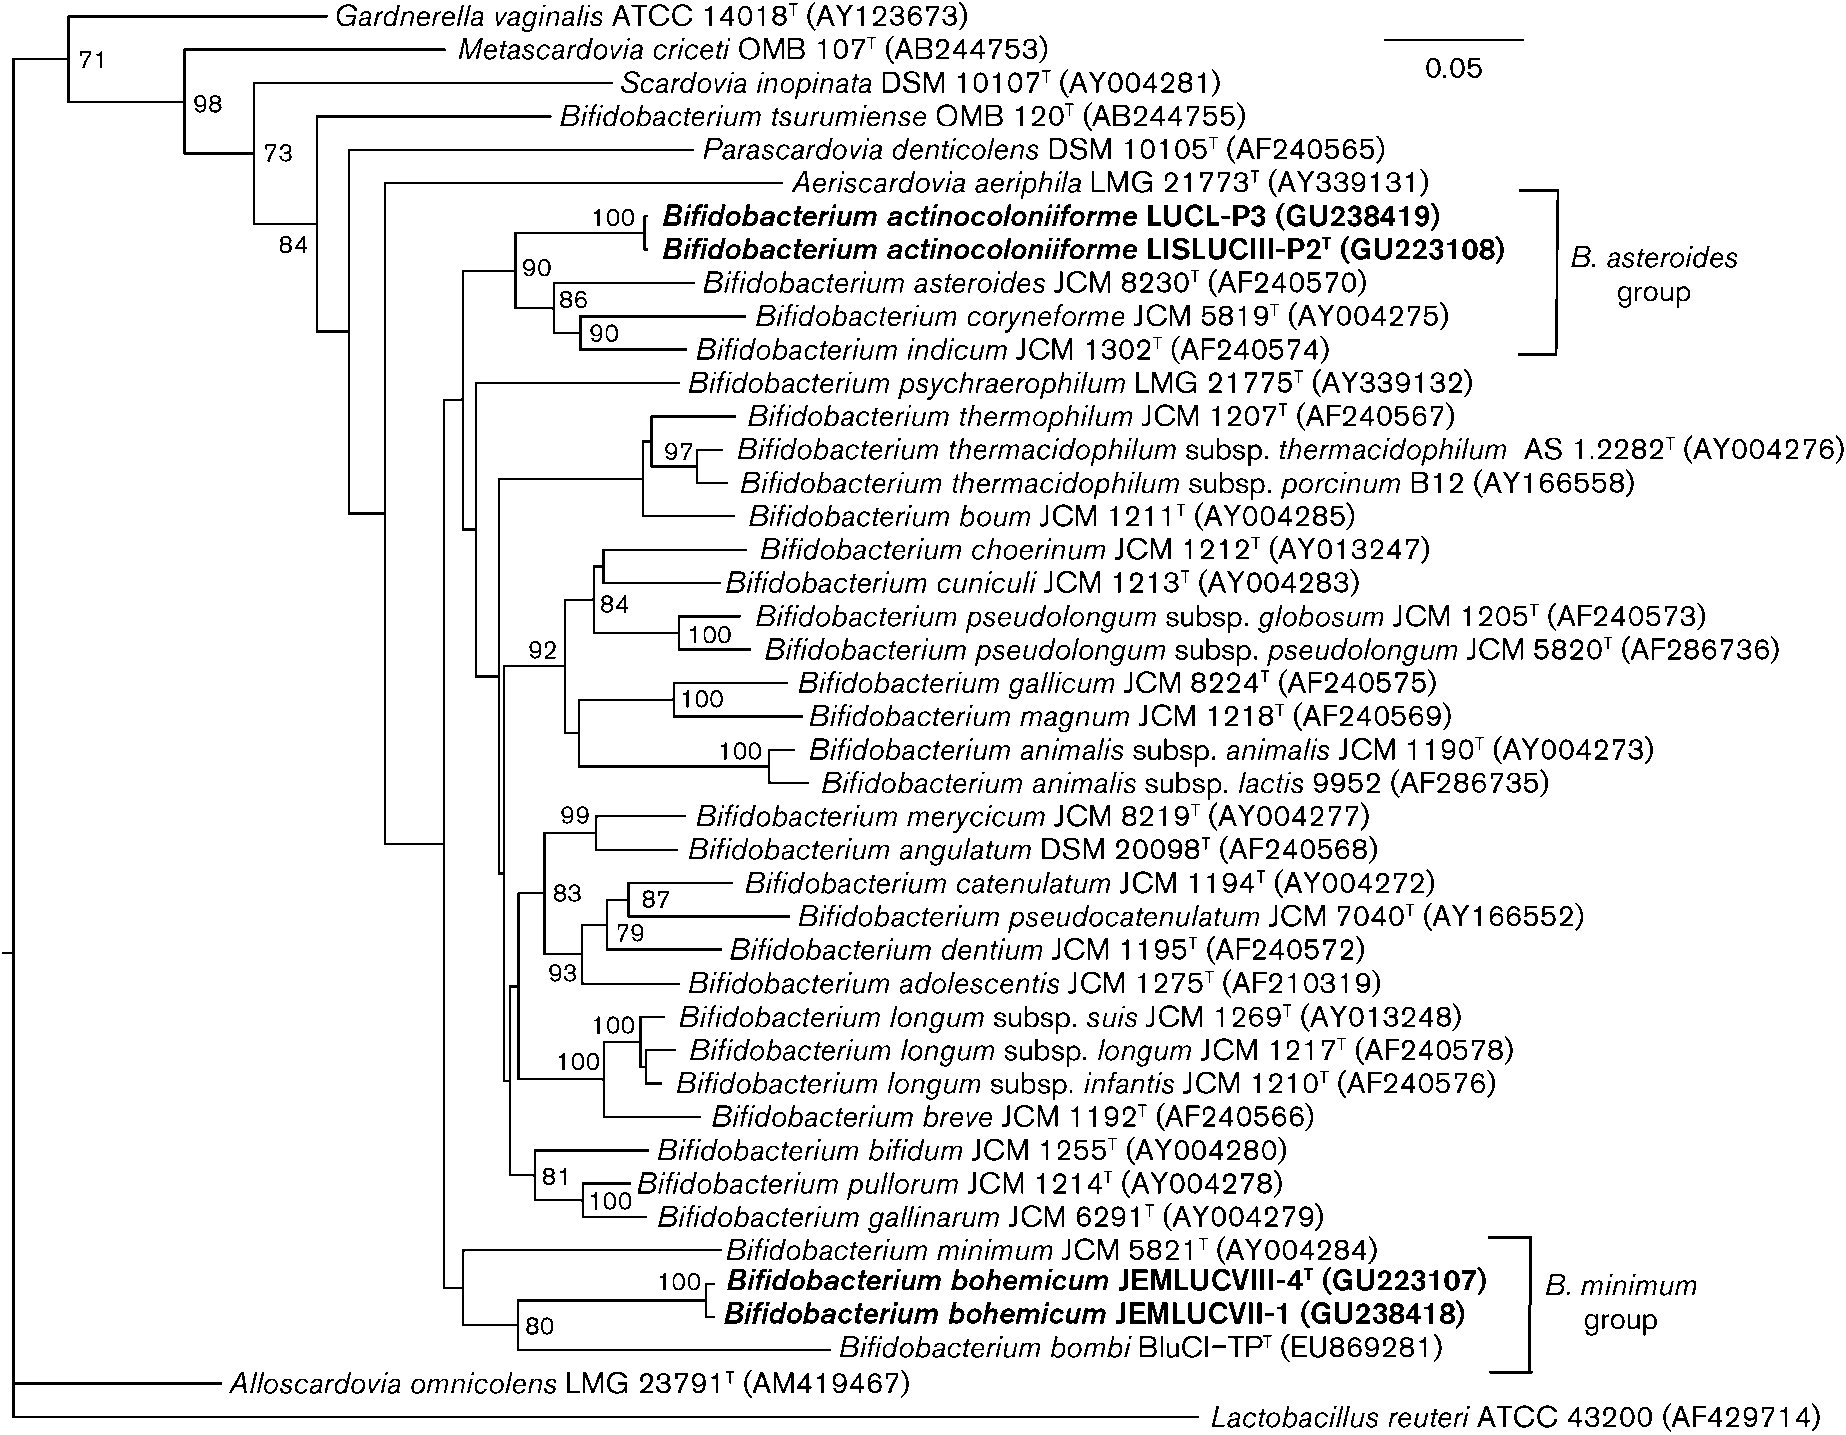 Gardnerella vaginalis ATCC 14018ᵀ (AY123673)
71
Metascardovia criceti OMB 107ᵀ (AB244753)
0.05
98
Scardovia inopinata DSM 10107ᵀ (AY004281)
Bifidobacterium tsurumiense OMB 120ᵀ (AB244755)
73
Parascardovia denticolens DSM 10105ᵀ (AF240565)
Aeriscardovia aeriphila LMG 21773ᵀ (AY339131)
84
100
Bifidobacterium actinocoloniiforme LUCL-P3 (GU238419)
Bifidobacterium actinocoloniiforme LISLUCIII-P2ᵀ (GU223108)
B. asteroides
group
90
Bifidobacterium asteroides JCM 8230ᵀ (AF240570)
86
Bifidobacterium coryneforme JCM 5819ᵀ (AY004275)
90
Bifidobacterium indicum JCM 1302ᵀ (AF240574)
Bifidobacterium psychraerophilum LMG 21775ᵀ (AY339132)
Bifidobacterium thermophilum JCM 1207ᵀ (AF240567)
97
Bifidobacterium thermacidophilum subsp. thermacidophilum AS 1.2282ᵀ (AY004276)
Bifidobacterium thermacidophilum subsp. porcinum B12 (AY166558)
Bifidobacterium boum JCM 1211ᵀ (AY004285)
Bifidobacterium choerinum JCM 1212ᵀ (AY013247)
Bifidobacterium cuniculi JCM 1213ᵀ (AY004283)
84
Bifidobacterium pseudolongum subsp. globosum JCM 1205ᵀ (AF240573)
100
Bifidobacterium pseudolongum subsp. pseudolongum JCM 5820ᵀ (AF286736)
92
Bifidobacterium gallicum JCM 8224ᵀ (AF240575)
100
Bifidobacterium magnum JCM 1218ᵀ (AF240569)
100
Bifidobacterium animalis subsp. animalis JCM 1190ᵀ (AY004273)
Bifidobacterium animalis subsp. lactis 9952 (AF286735)
99
Bifidobacterium merycicum JCM 8219ᵀ (AY004277)
Bifidobacterium angulatum DSM 20098ᵀ (AF240568)
83
Bifidobacterium catenulatum JCM 1194ᵀ (AY004272)
87
Bifidobacterium pseudocatenulatum JCM 7040ᵀ (AY166552)
79
Bifidobacterium dentium JCM 1195ᵀ (AF240572)
93
Bifidobacterium adolescentis JCM 1275ᵀ (AF210319)
100
Bifidobacterium longum subsp. suis JCM 1269ᵀ (AY013248)
Bifidobacterium longum subsp. longum JCM 1217ᵀ (AF240578)
100
Bifidobacterium longum subsp. infantis JCM 1210ᵀ (AF240576)
Bifidobacterium breve JCM 1192ᵀ (AF240566)
Bifidobacterium bifidum JCM 1255ᵀ (AY004280)
81
Bifidobacterium pullorum JCM 1214ᵀ (AY004278)
100
Bifidobacterium gallinarum JCM 6291ᵀ (AY004279)
Bifidobacterium minimum JCM 5821ᵀ (AY004284)
100
Bifidobacterium bohemicum JEMLUCVIII-4ᵀ (GU223107)
Bifidobacterium bohemicum JEMLUCVII-1 (GU238418)
B. minimum
group
80
Bifidobacterium bombi BluCI-TPᵀ (EU869281)
Alloscardovia omnicolens LMG 23791ᵀ (AM419467)
Lactobacillus reuteri ATCC 43200 (AF429714)